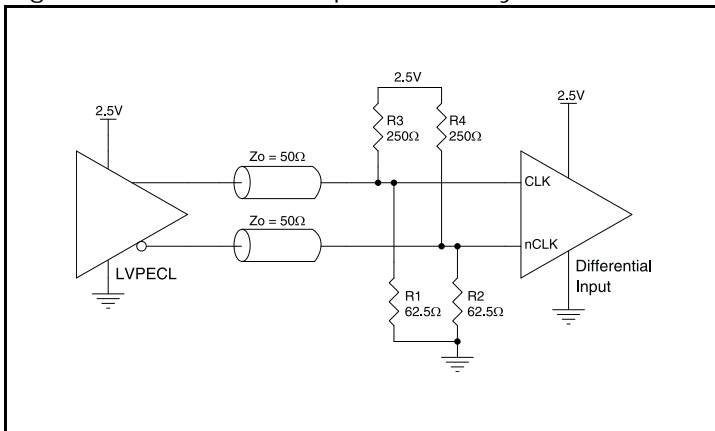 2.5V
2.5V
2.5V
R3
250Ω
R4
250Ω
Zo = 50Ω
CLK
Zo = 50Ω
nCLK
LVPECL
Differential
Input
R1
62.5Ω
R2
62.5Ω